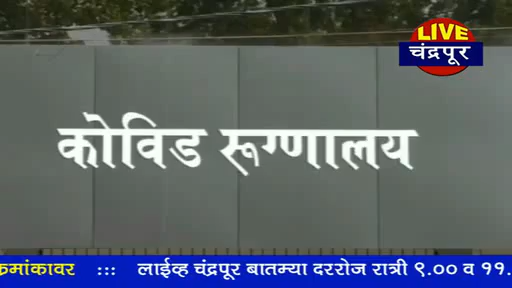 LIVE
चंद्रपूर
कोविड रूग्णालय
क्रमांकावर ::: लाईव्ह चंद्रपूर बातम्या दररोज रात्री ९.०० व ११.